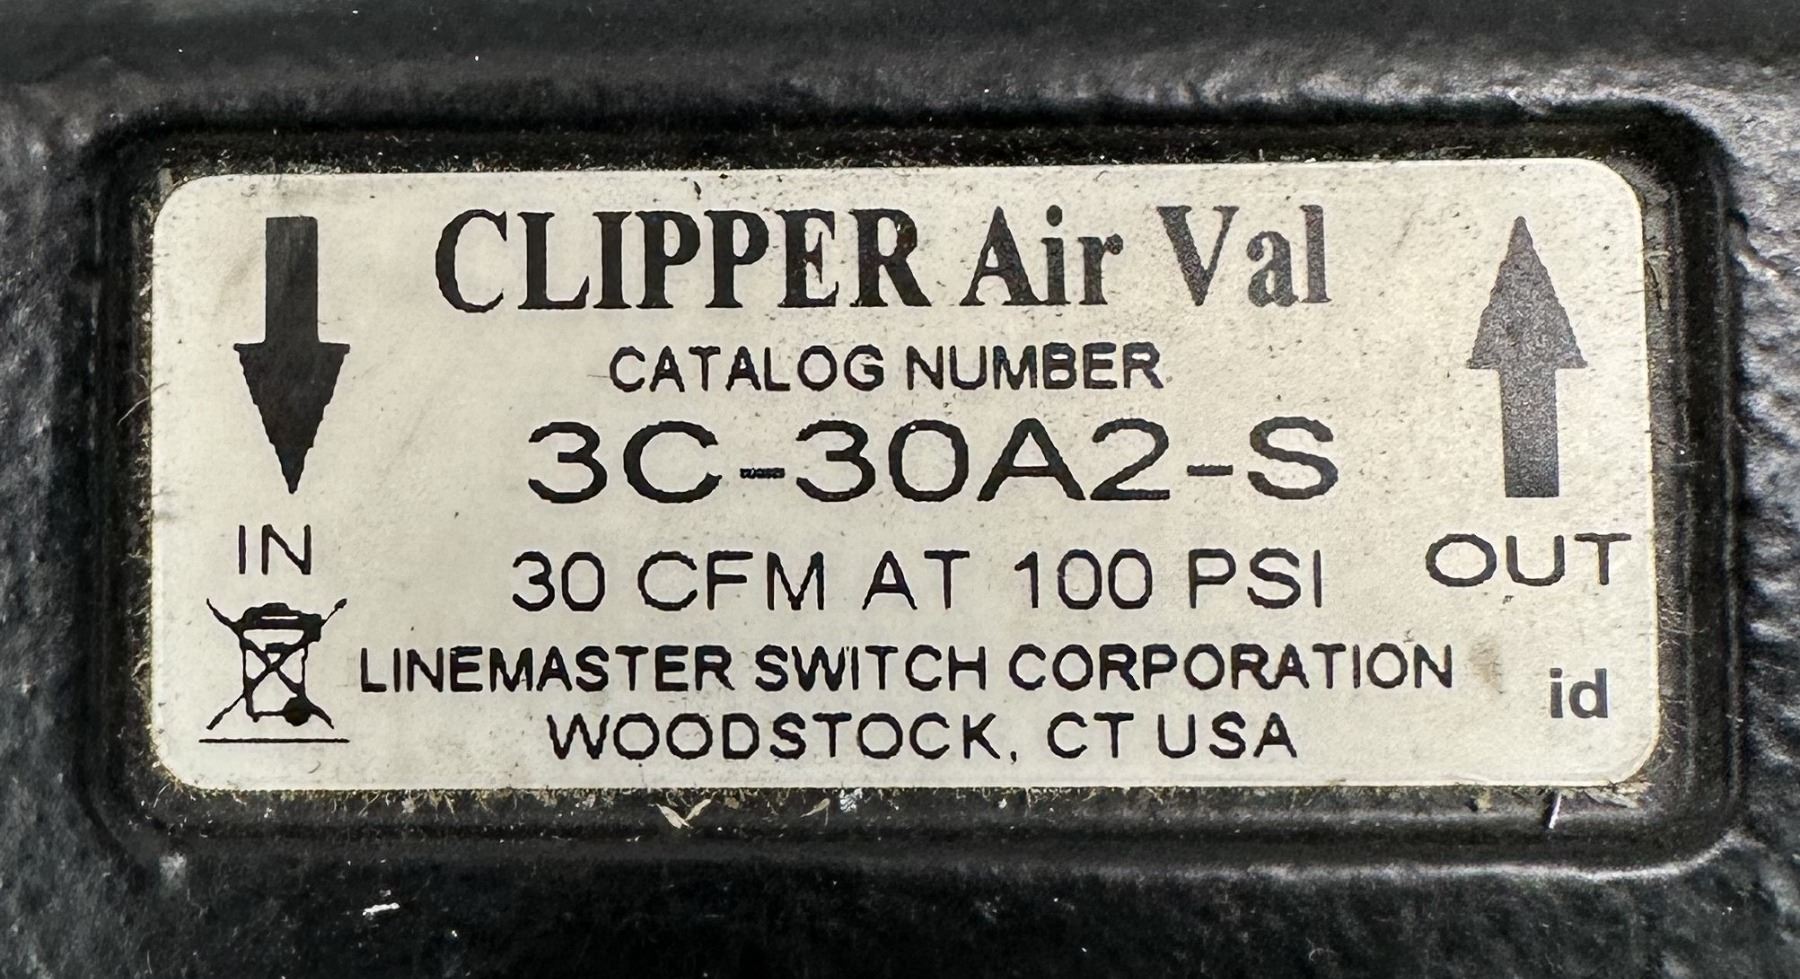 CLIPPER Air Val
CATALOG NUMBER
3C-30A2-S
IN
30 CFM AT 100 PSI
OUT
LINEMASTER SWITCH CORPORATION
id
WOODSTOCK, CT USA